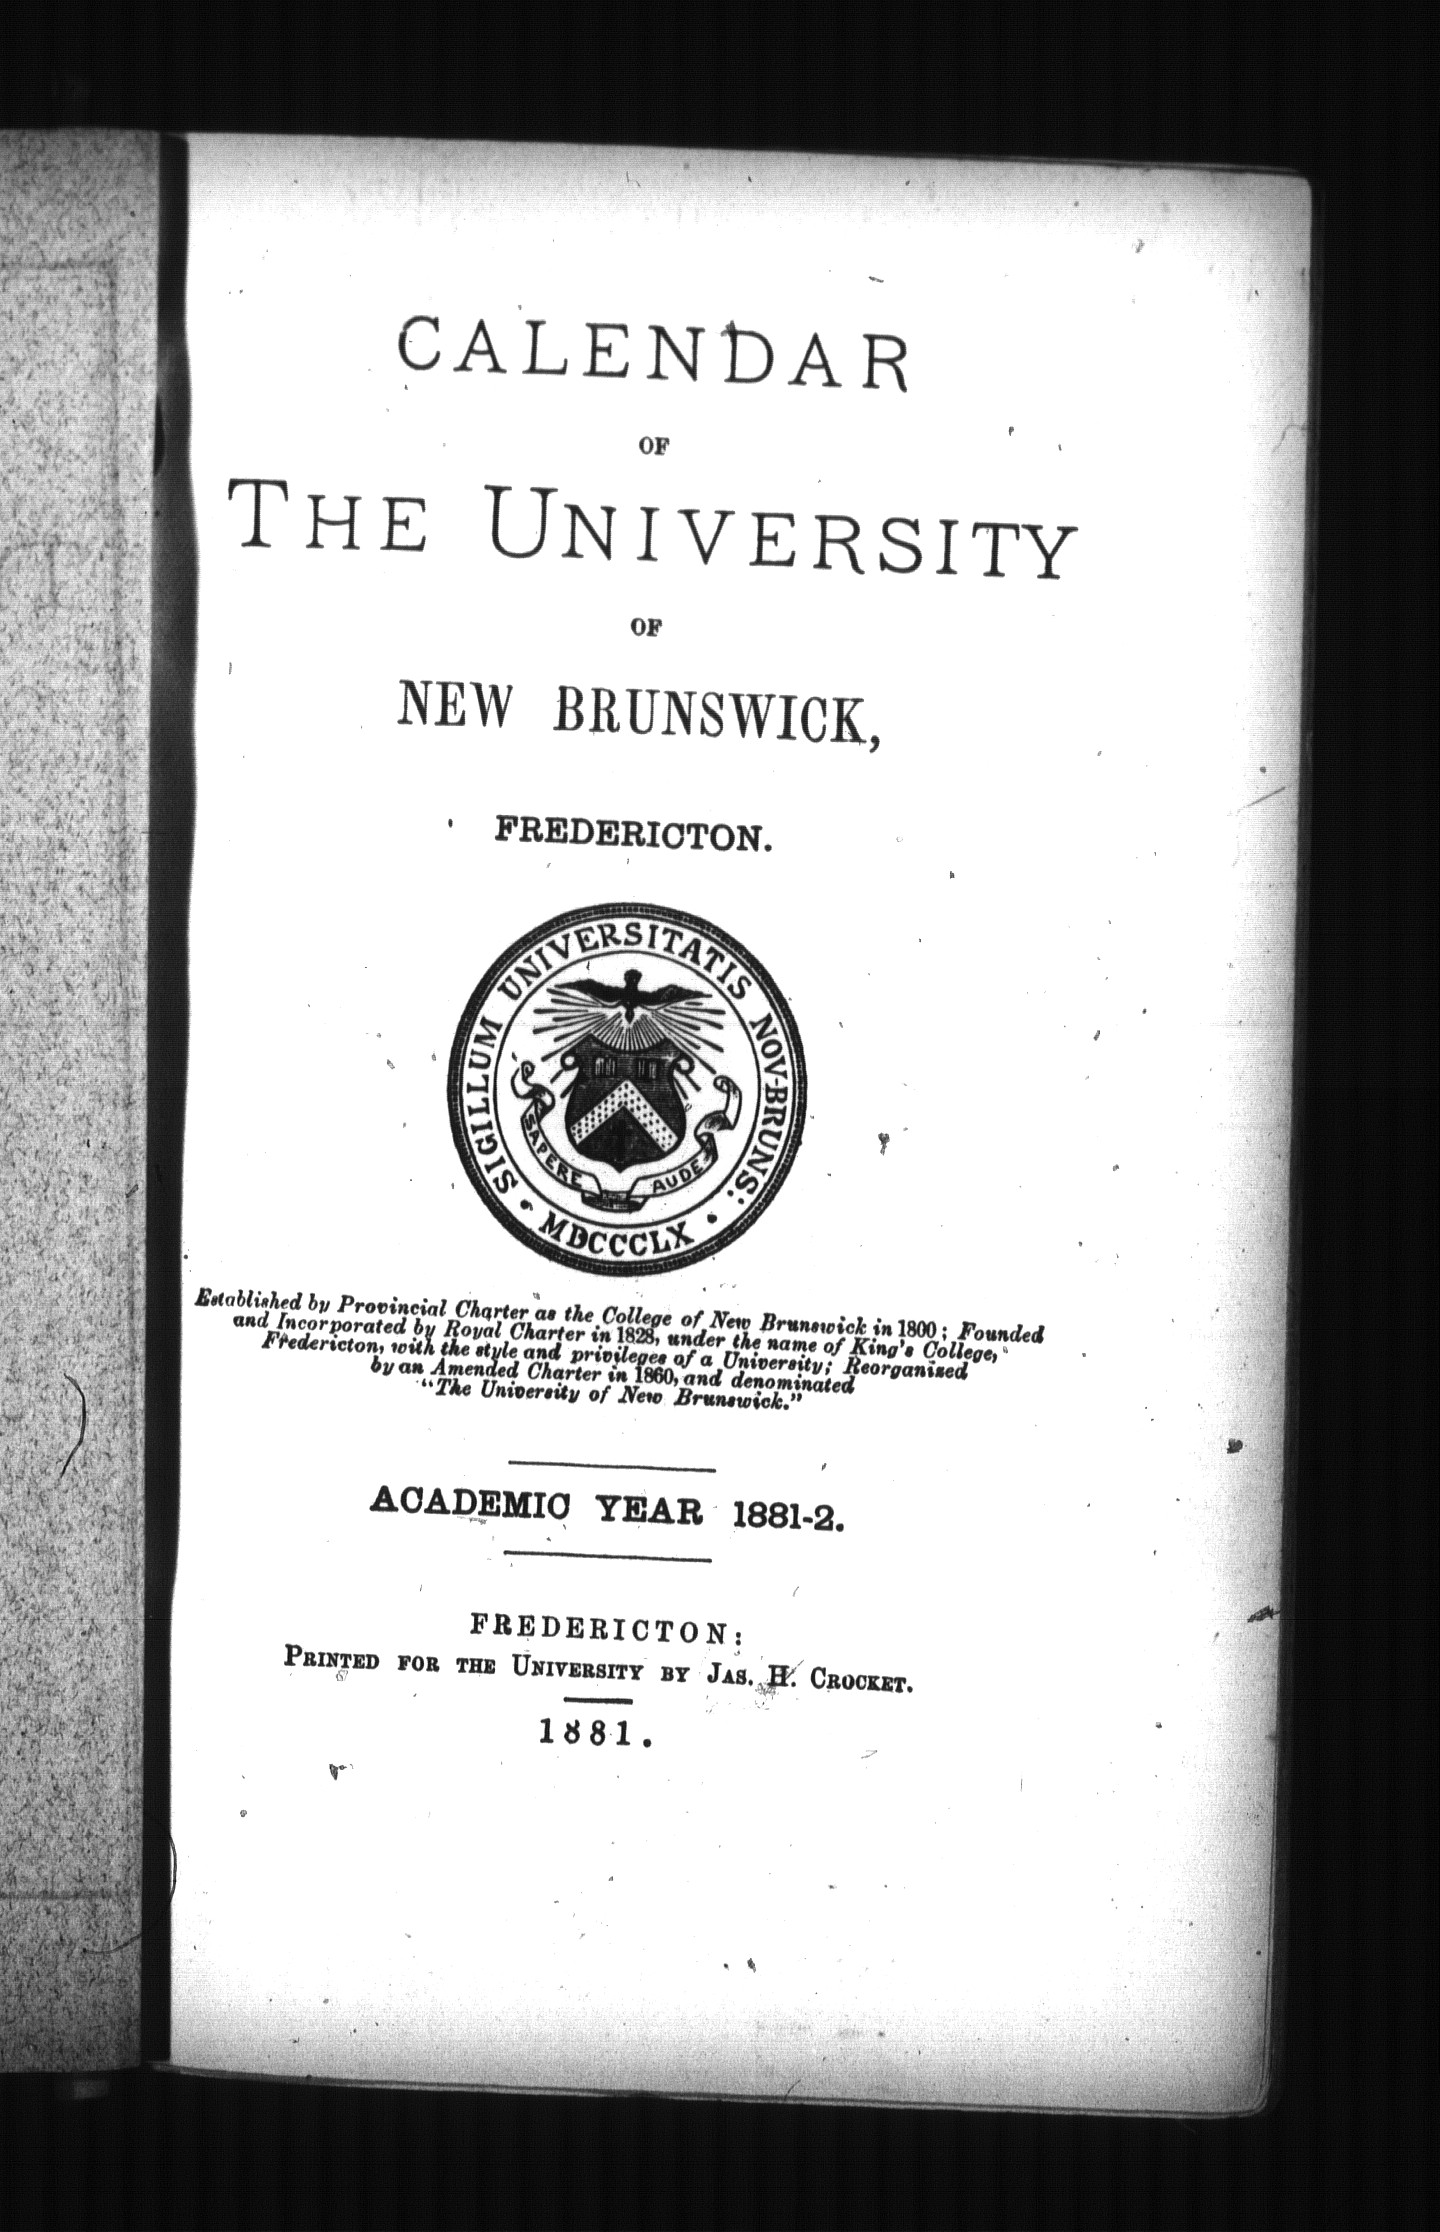 CALENDAR
OF
THE UNIVERSITY
OF
NEW BRUNSWICK,
FREDERICTON.
SIGILLUM UNIVERSITATIS NOV-BRUNS:
SAPERE AUDE
MDCCCLX
Established by Provincial Charter as the College of New Brunswick in 1800; Founded
and Incorporated by Royal Charter in 1828, under the name of King's College,
Fredericton, with the style and privileges of a University; Reorganized
by an Amended Charter in 1860, and denominated
"The University of New Brunswick."
ACADEMIC YEAR 1881-2.
FREDERICTON:
PRINTED FOR THE UNIVERSITY BY JAS. H. CROCKET.
1881.